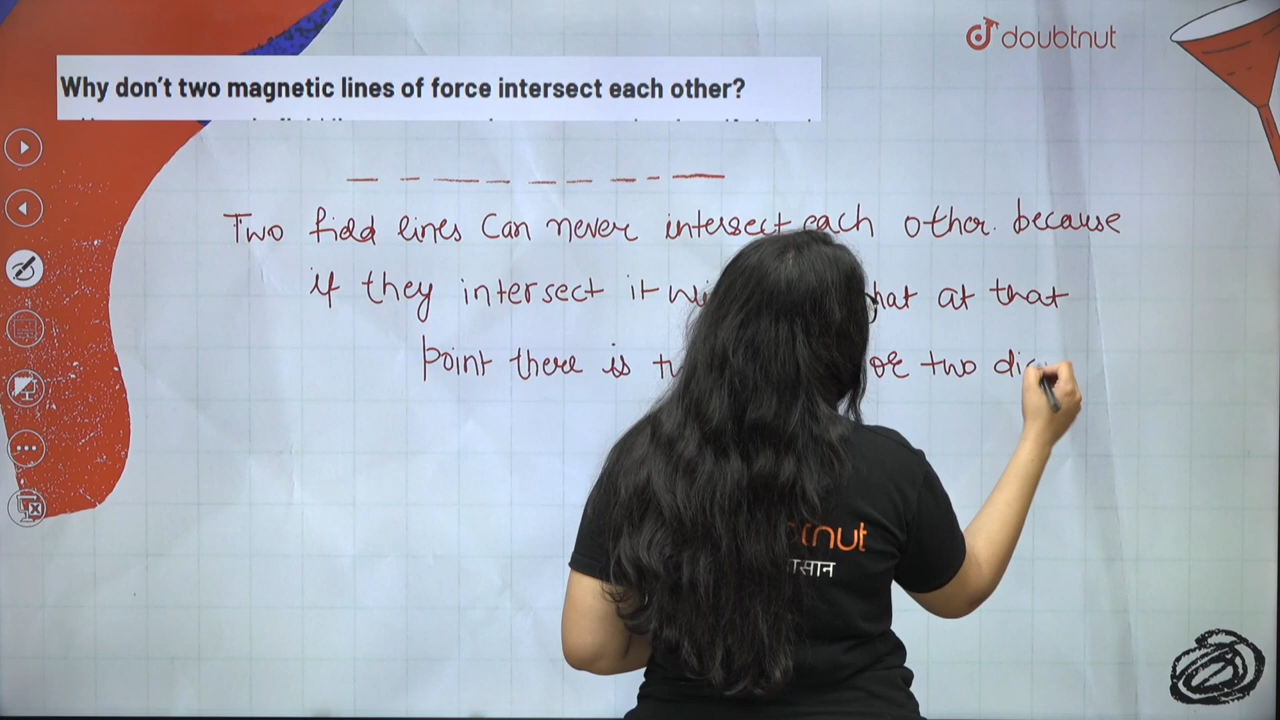 doubtnut
Why don't two magnetic lines of force intersect each other?
Two field lines can never intersect each other. because
if they intersect it that at that
Point there is two
nut